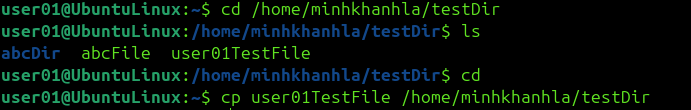 user01@UbuntuLinux:~$ cd /home/minhkhanhla/testDir
user01@UbuntuLinux:/home/minhkhanhla/testDir$ ls
abcDir  abcFile  user01TestFile
user01@UbuntuLinux:/home/minhkhanhla/testDir$ cd
user01@UbuntuLinux:~$ cp user01TestFile /home/minhkhanhla/testDir